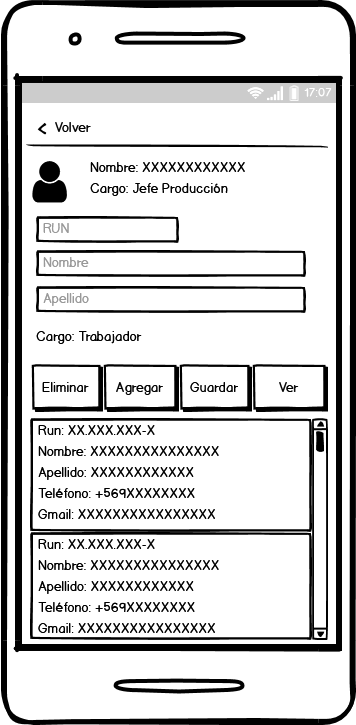 17:07
Volver
Nombre: XXXXXXXXXXXX
Cargo: Jefe Producción
RUN
Nombre
Apellido
Cargo: Trabajador
Eliminar Agregar Guardar Ver
Run: XX.XXX.XXX-X
Nombre: XXXXXXXXXXXXXXX
Apellido: XXXXXXXXXXXX
Teléfono: +569XXXXXXXX
Gmail: XXXXXXXXXXXXXXXX
Run: XX.XXX.XXX-X
Nombre: XXXXXXXXXXXXXXX
Apellido: XXXXXXXXXXXX
Teléfono: +569XXXXXXXX
Gmail: XXXXXXXXXXXXXXXX